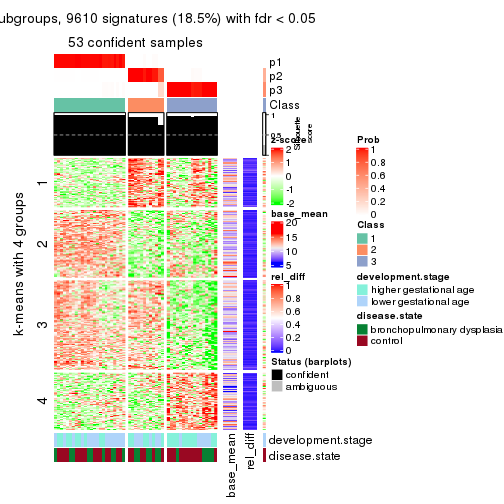 ubgroups, 9610 signatures (18.5%) with fdr < 0.05
53 confident samples
p1
p2
p3
Class
1
0.5
Silhouette
score
z-score
2
1
0
-1
-2
base_mean
20
15
10
5
rel_diff
1
0.8
0.6
0.4
0.2
0
Status (barplots)
confident
ambiguous
Prob
1
0.8
0.6
0.4
0.2
0
Class
1
2
3
development.stage
higher gestational age
lower gestational age
disease.state
bronchopulmonary dysplasia
control
k-means with 4 groups
1
2
3
4
development.stage
disease.state
base_mean
rel_diff